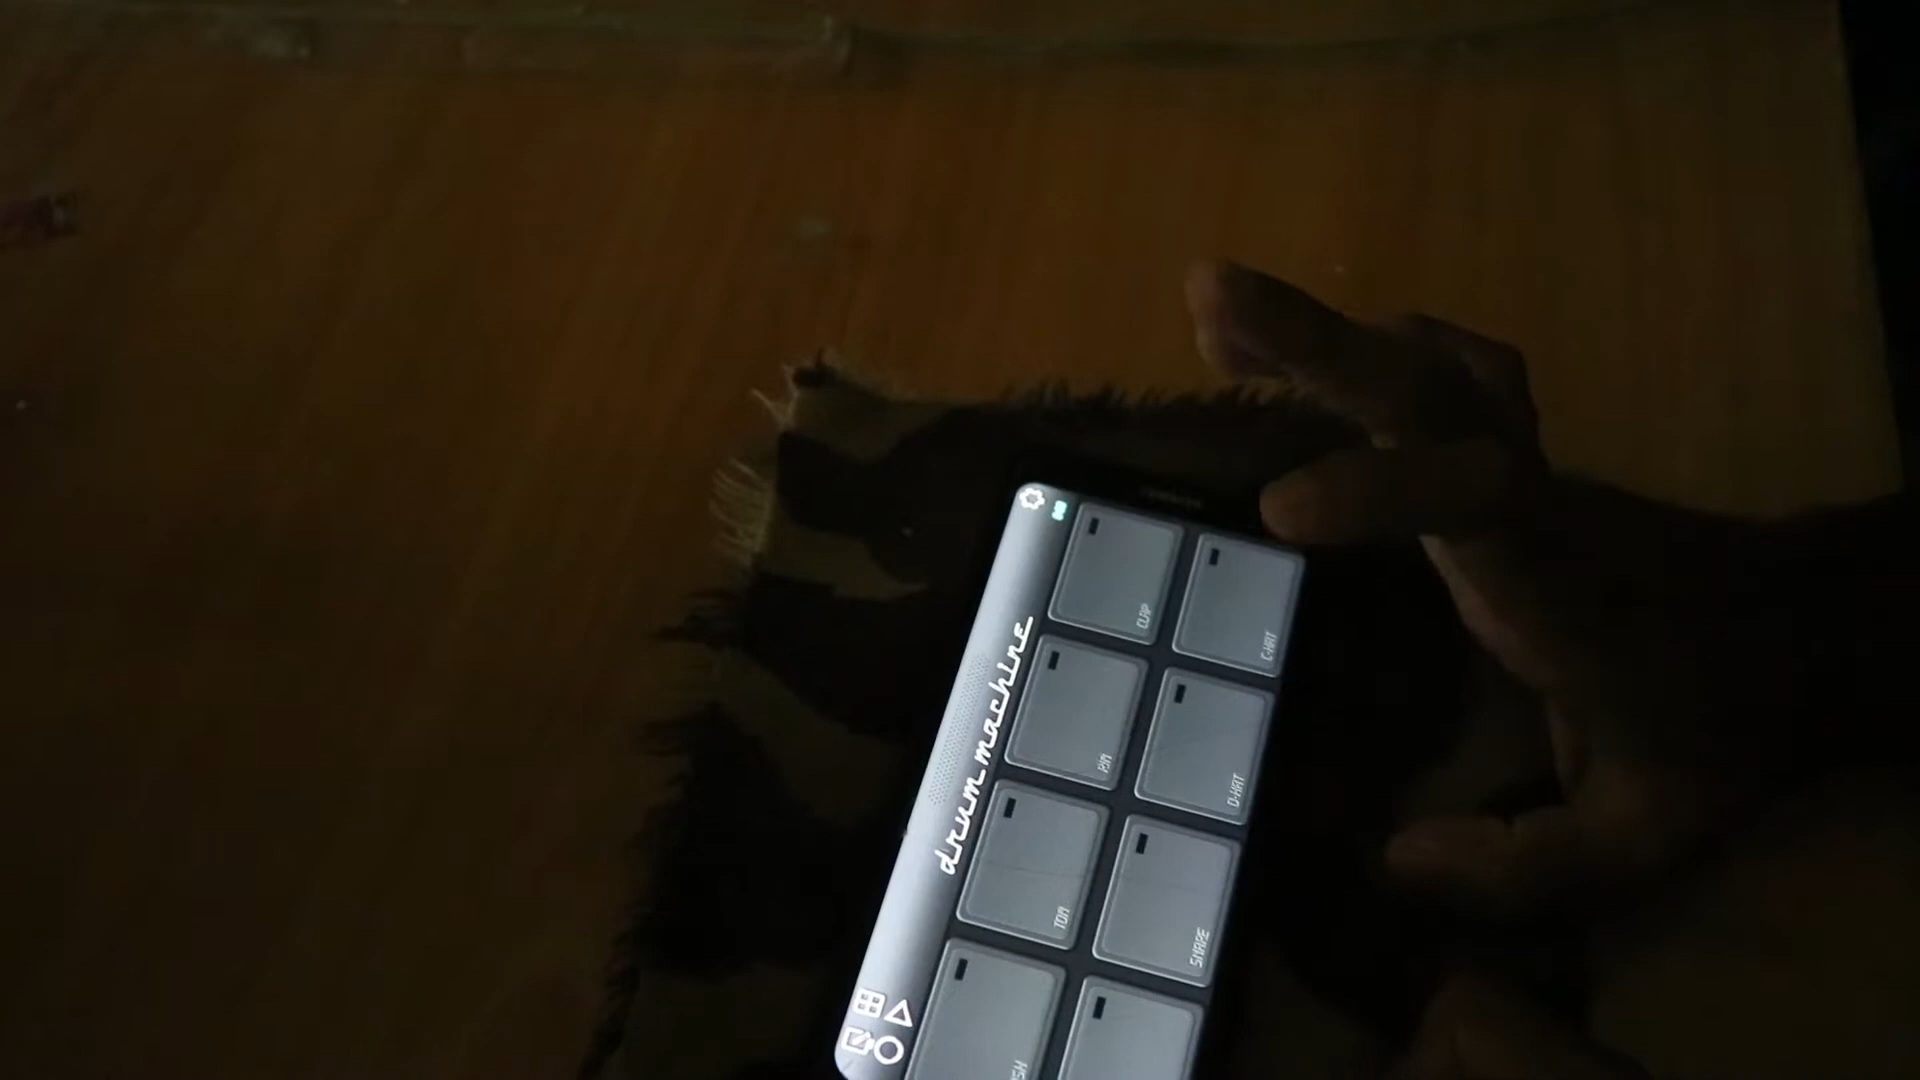 drum machine
CLAP
C-HAT
RIM
O-HAT
TOM
SNARE